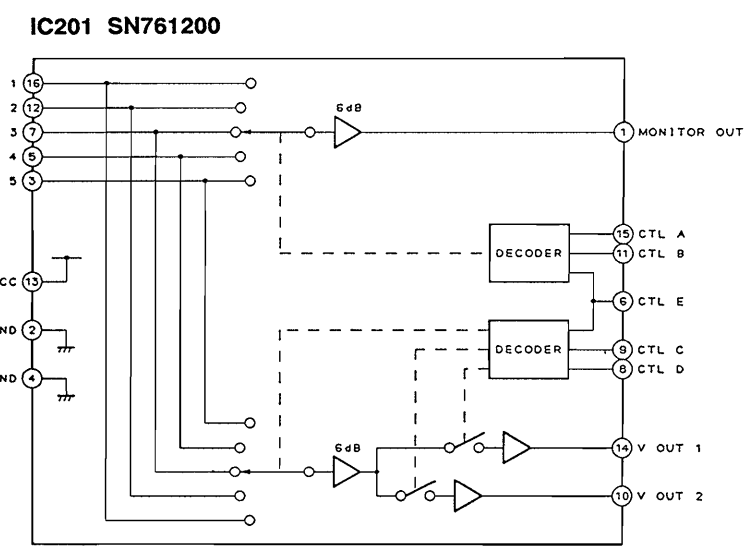 IC201 SN761200
1 16
2 12
3 7
4 5
5 3
6dB
1 MONITOR OUT
15 CTL A
11 CTL B
DECODER
CC 13
6 CTL E
ND 2
DECODER
9 CTL C
8 CTL D
ND 4
6dB
14 V OUT 1
10 V OUT 2